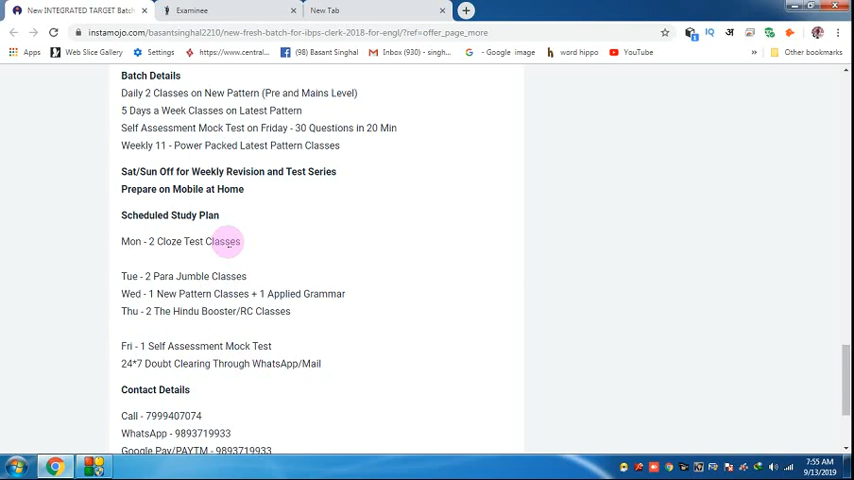 New INTEGRATED TARGET Batch
Examinee
New Tab
instamojo.com/basantsinghal2210/new-fresh-batch-for-ibps-clerk-2018-for-engl/?ref=offer_page_more
Apps
Web Slice Gallery
Settings
https://www.central...
(98) Basant Singhal
Inbox (930) - singh...
- Google image
word hippo
YouTube
Other bookmarks
Batch Details
Daily 2 Classes on New Pattern (Pre and Mains Level)
5 Days a Week Classes on Latest Pattern
Self Assessment Mock Test on Friday - 30 Questions in 20 Min
Weekly 11 - Power Packed Latest Pattern Classes
Sat/Sun Off for Weekly Revision and Test Series
Prepare on Mobile at Home
Scheduled Study Plan
Mon - 2 Cloze Test Classes
Tue - 2 Para Jumble Classes
Wed - 1 New Pattern Classes + 1 Applied Grammar
Thu - 2 The Hindu Booster/RC Classes
Fri - 1 Self Assessment Mock Test
24*7 Doubt Clearing Through WhatsApp/Mail
Contact Details
Call - 7999407074
WhatsApp - 9893719933
Google Pay/PAYTM - 9893719933
7:55 AM
9/13/2019